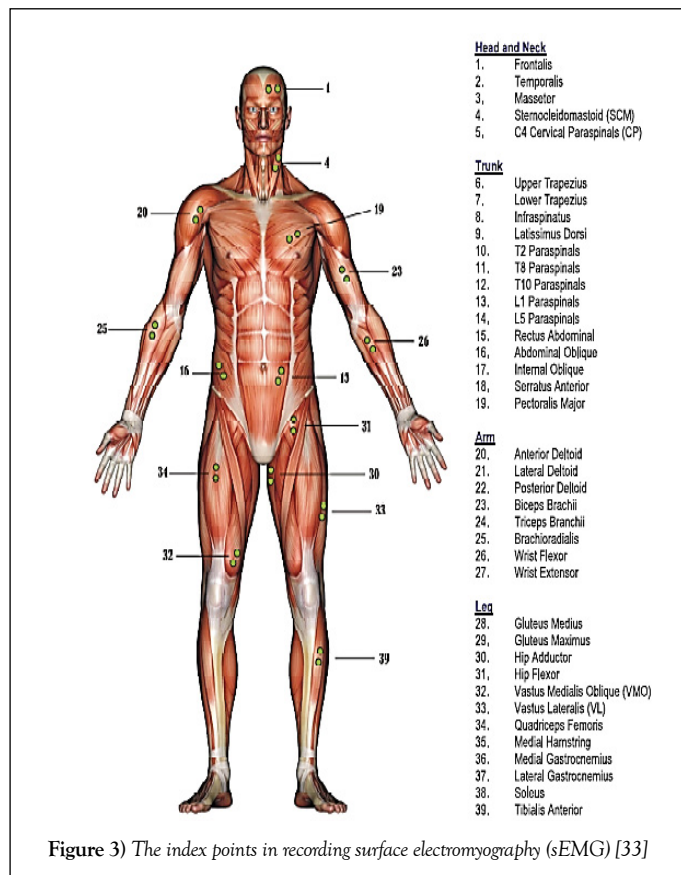 1
4
20
19
23
25
26
16
15
31
34
30
33
32
39
Head and Neck
1. Frontalis
2. Temporalis
3, Masseter
4 Sternocleidomastoid (SCM)
5, C4 Cervical Paraspinals (CP)
Trunk
6. Upper Trapezius
7. Lower Trapezius
8. Infraspinatus
9. Latissimus Dorsi
10. T2 Paraspinals
11, T8 Paraspinals
12. T10 Paraspinals
13. L1 Paraspinals
14, L5 Paraspinals
15. Rectus Abdominal
16, Abdominal Oblique
17. Internal Oblique
18, Serratus Anterior
19. Pectoralis Major
Arm
20. Anterior Deltoid
21. Lateral Deltoid
22. Posterior Deltoid
23. Biceps Brachii
24. Triceps Branchii
25. Brachioradialis
26. Wrist Flexor
27. Wrist Extensor
Leg
28. Gluteus Medius
29, Gluteus Maximus
30. Hip Adductor
31. Hip Flexor
32. Vastus Medialis Oblique (VMO)
33. Vastus Lateralis (VL)
34. Quadriceps Femoris
35. Medial Hamstring
36. Medial Gastrocnemius
37. Lateral Gastrocnemius
38. Soleus
39. Tibialis Anterior
Figure 3) The index points in recording surface electromyography (sEMG) [33]